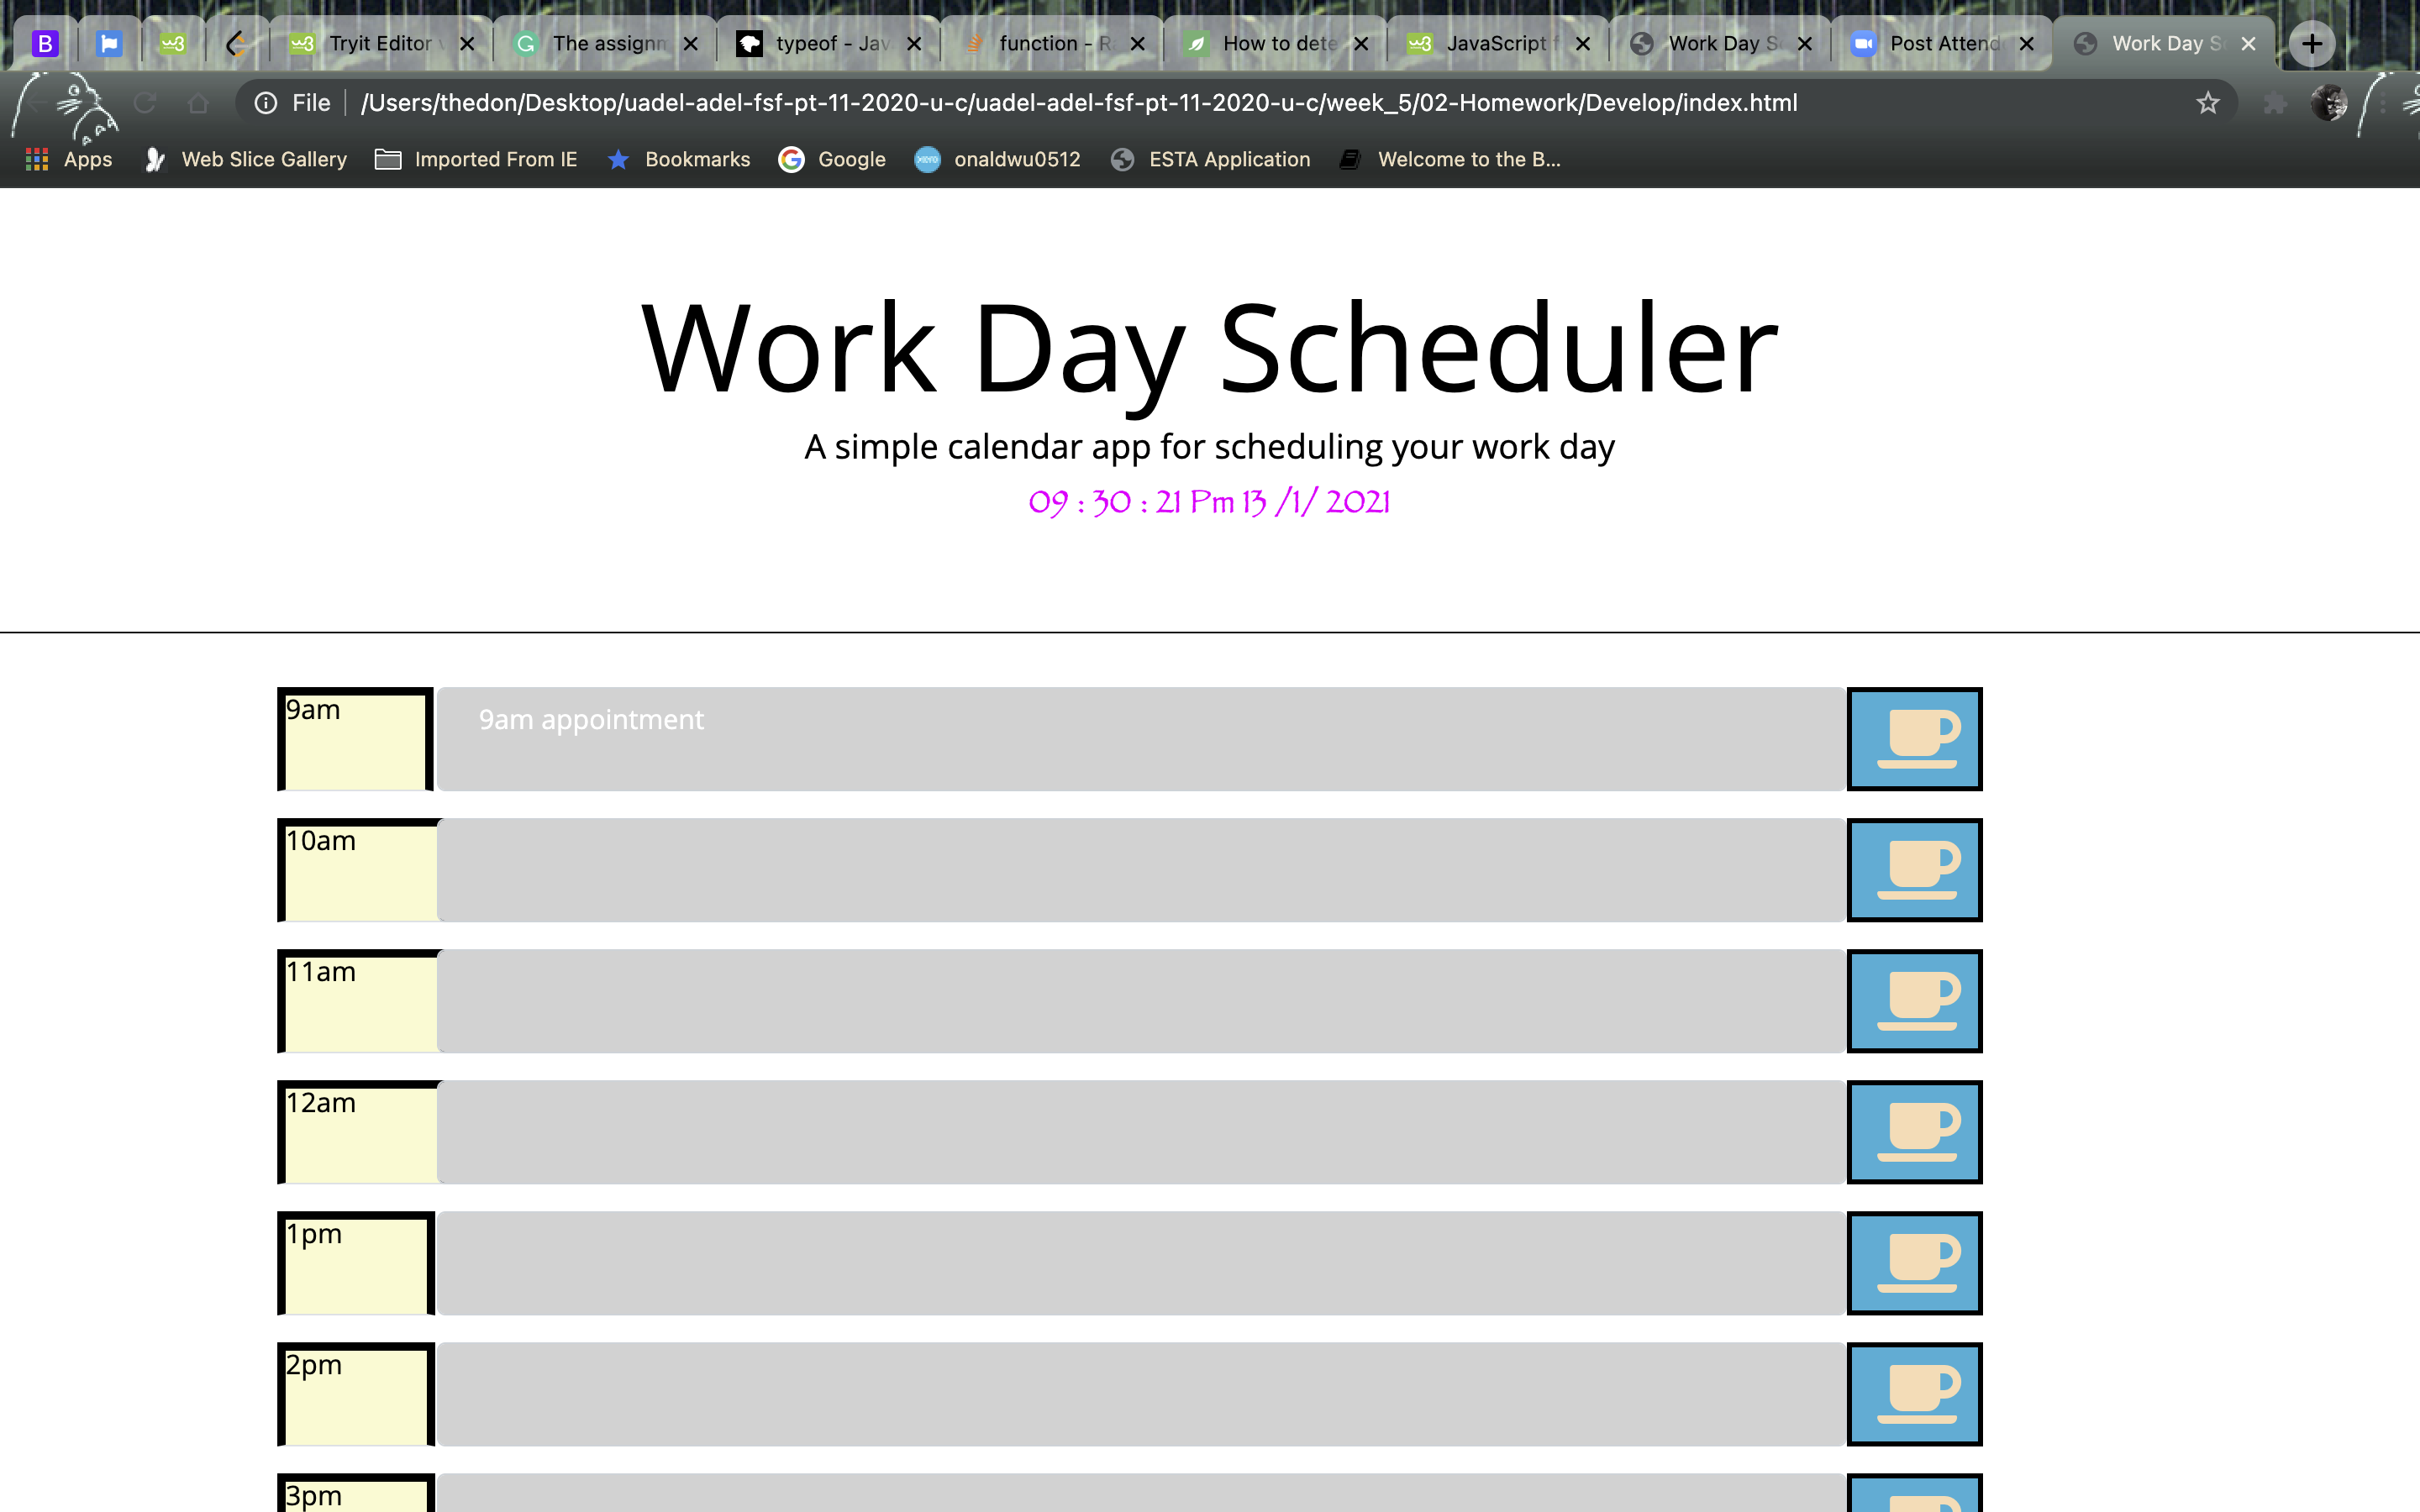 B
Tryit Editor
The assignm
typeof - Jav
function - R
How to dete
JavaScript f
Work Day S
Post Attend
Work Day S
File /Users/thedon/Desktop/uadel-adel-fsf-pt-11-2020-u-c/uadel-adel-fsf-pt-11-2020-u-c/week_5/02-Homework/Develop/index.html
Apps Web Slice Gallery Imported From IE Bookmarks Google onaldwu0512 ESTA Application Welcome to the B...
Work Day Scheduler
A simple calendar app for scheduling your work day
09 : 30 : 21 Pm 13 /1/ 2021
9am 9am appointment
10am
11am
12am
1pm
2pm
3pm